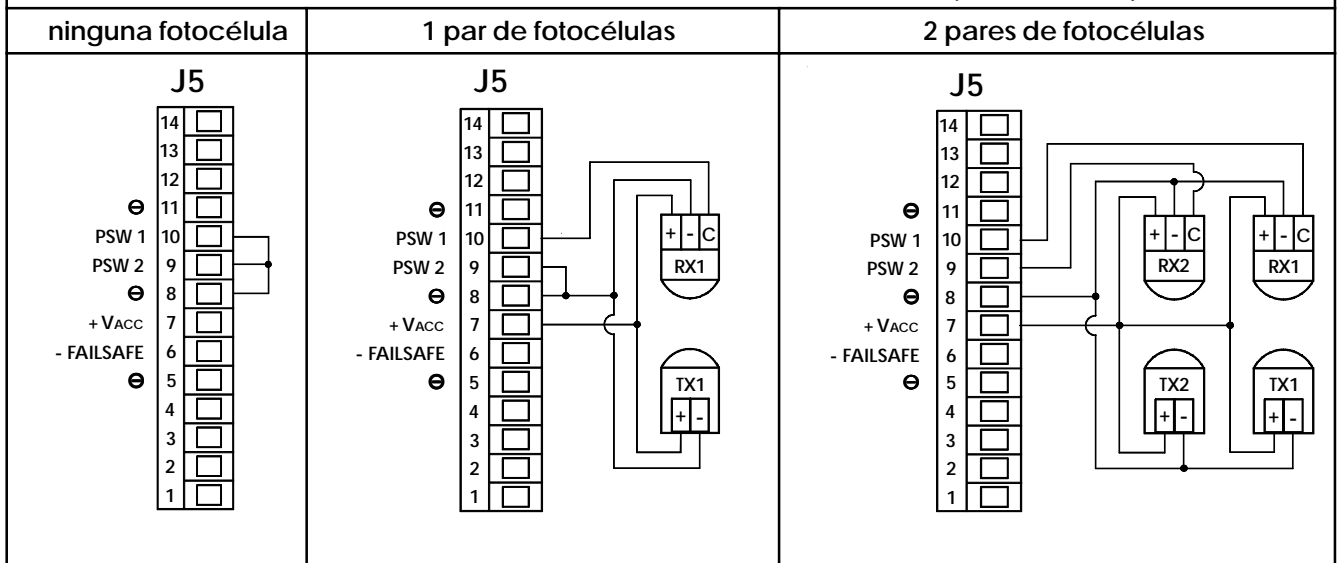 ninguna fotocélula
1 par de fotocélulas
2 pares de fotocélulas
J5
14
13
12
⊖ 11
PSW 1 10
PSW 2 9
⊖ 8
+ VACC 7
- FAILSAFE 6
⊖ 5
4
3
2
1
J5
14
13
12
⊖ 11
PSW 1 10
PSW 2 9
⊖ 8
+ VACC 7
- FAILSAFE 6
⊖ 5
4
3
2
1
+ - C
RX1
TX1
+ -
J5
14
13
12
⊖ 11
PSW 1 10
PSW 2 9
⊖ 8
+ VACC 7
- FAILSAFE 6
⊖ 5
4
3
2
1
+ - C
RX2
+ - C
RX1
TX2
+ -
TX1
+ -